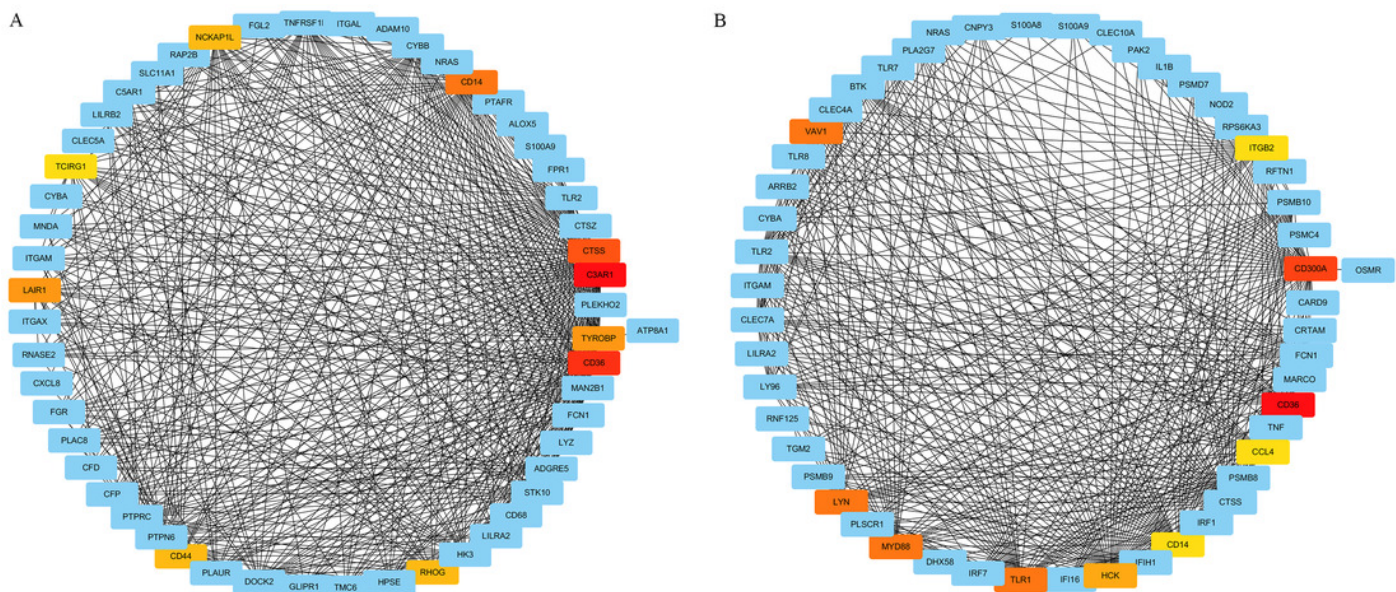 A
B
FGL2
TNFRSF1
ITGAL
ADAM10
CYBB
NRAS
CD14
PTAFR
ALOX5
S100A9
FPR1
TLR2
CTSZ
CTSS
C3AR1
PLEKHO2
TYROBP
ATP8A1
CD36
MAN2B1
FCN1
LYZ
ADGRE5
STK10
CD68
LILRA2
HK3
RHOG
HPSE
TMC6
GLIPR1
DOCK2
PLAUR
CD44
PTPN6
PTPRC
CFP
CFD
PLAC8
FGR
CXCL8
RNASE2
ITGAX
LAIR1
ITGAM
MNDA
CYBA
TCIRG1
CLEC5A
LILRB2
C5AR1
SLC11A1
RAP2B
NCKAP1L
CNPY3
S100A8
S100A9
CLEC10A
PAK2
IL1B
PSMD7
NOD2
RPS6KA3
ITGB2
RFTN1
PSMB10
PSMC4
CD300A
OSMR
CARD9
CRTAM
FCN1
MARCO
CD36
TNF
CCL4
PSMB8
CTSS
IRF1
CD14
IFIH1
HCK
IFI16
TLR1
IRF7
DHX58
MYD88
PLSCR1
LYN
PSMB9
TGM2
RNF125
LY96
LILRA2
CLEC7A
ITGAM
TLR2
CYBA
ARRB2
TLR8
VAV1
CLEC4A
BTK
TLR7
PLA2G7
NRAS